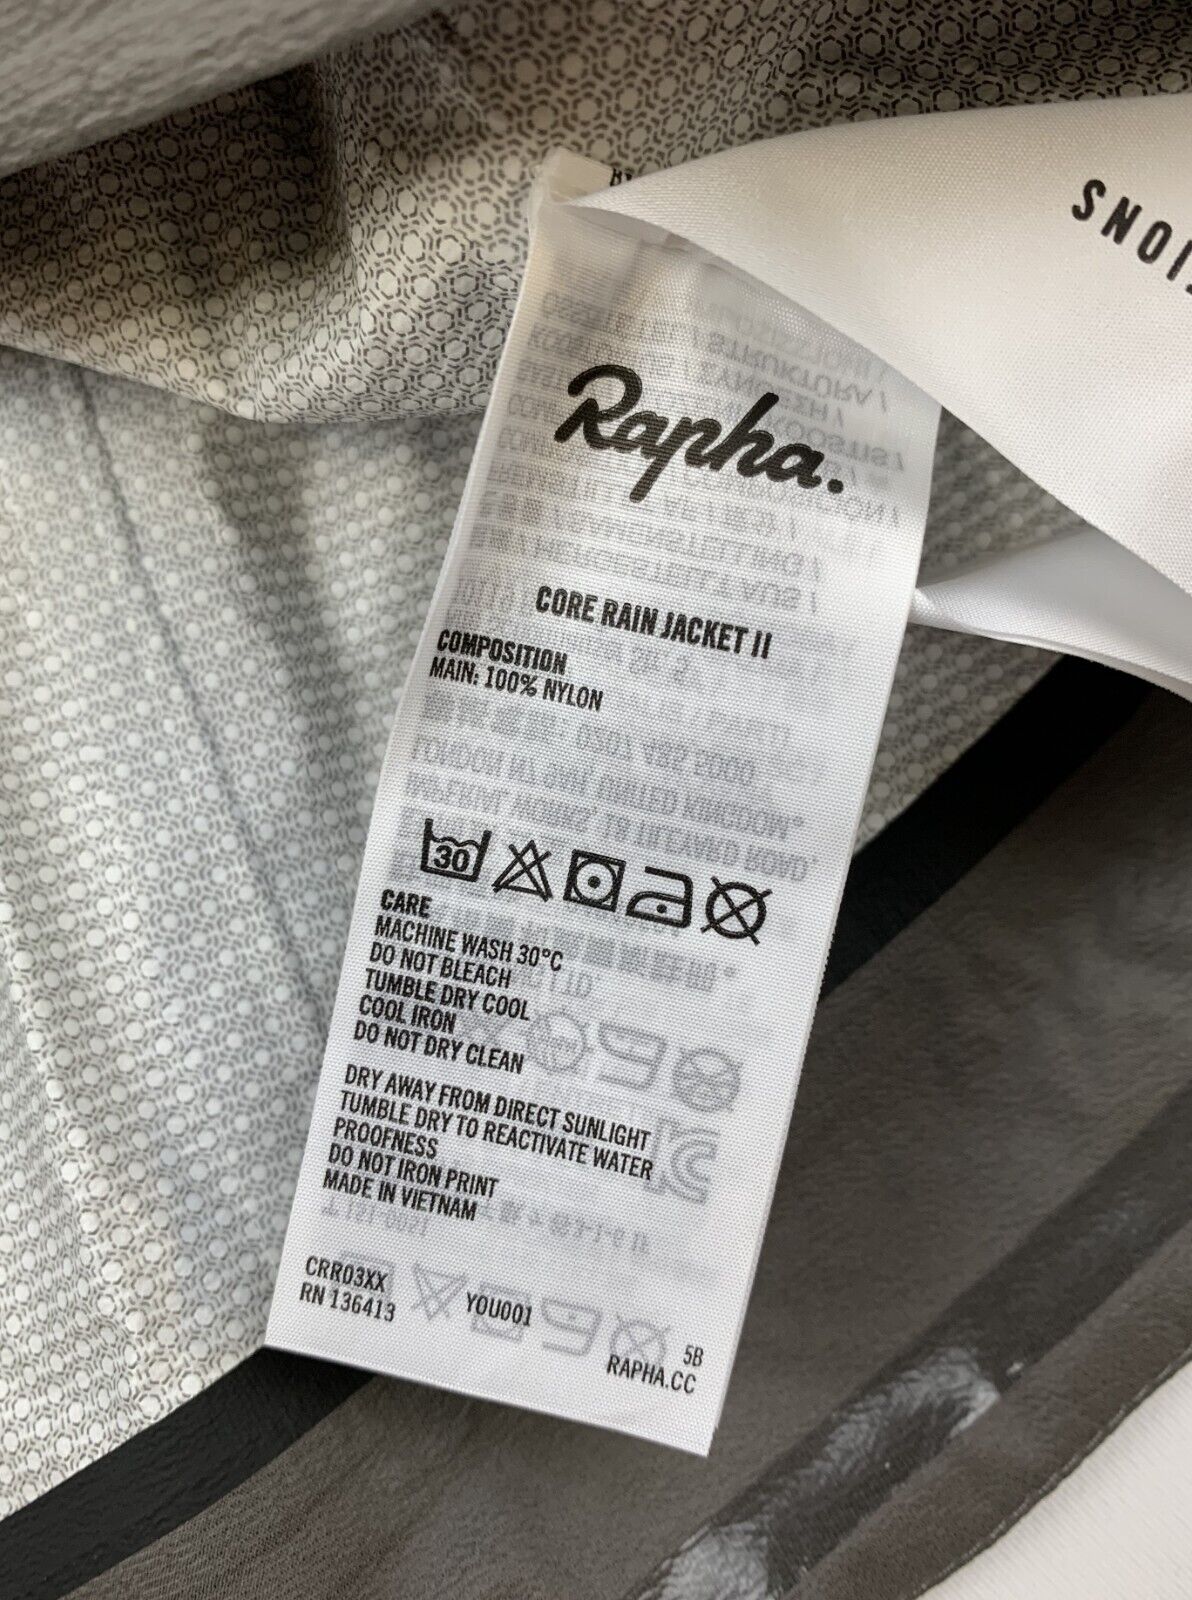 SNOI
Rapha.
CORE RAIN JACKET II
COMPOSITION
MAIN: 100% NYLON
30
CARE
MACHINE WASH 30°C
DO NOT BLEACH
TUMBLE DRY COOL
COOL IRON
DO NOT DRY CLEAN
DRY AWAY FROM DIRECT SUNLIGHT
TUMBLE DRY TO REACTIVATE WATER
PROOFNESS
DO NOT IRON PRINT
MADE IN VIETNAM
CRR03XX
RN 136413
YOU001
5B
RAPHA.CC